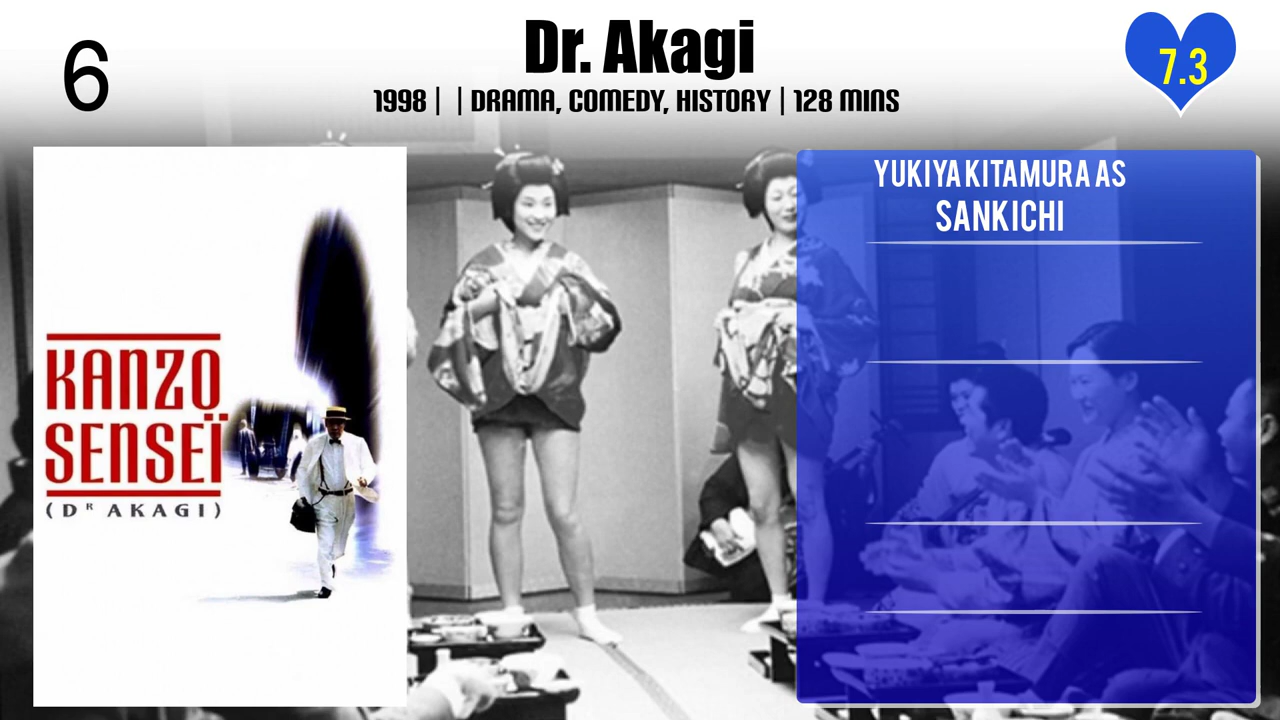 6
Dr. Akagi
7.3
1998 | | DRAMA, COMEDY, HISTORY | 128 MINS
YUKIYA KITAMURA AS
SANKICHI
KANZO
SENSEÏ
(DR AKAGI)